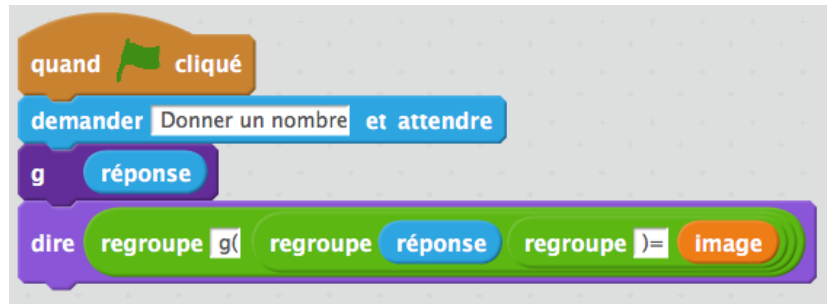 quand cliqué
demander Donner un nombre et attendre
g réponse
dire regroupe g( regroupe réponse regroupe )= image